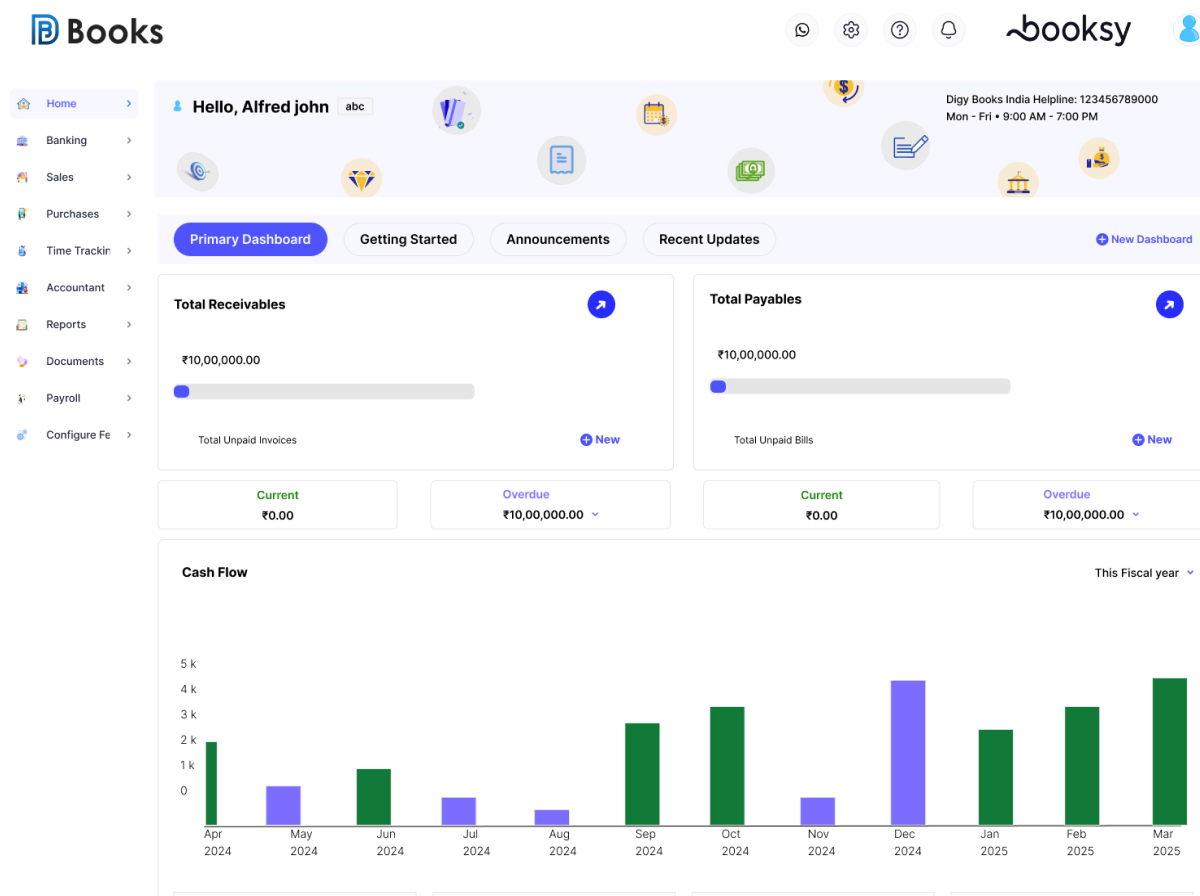 Books
booksy
Home
Banking
Sales
Purchases
Time Trackin
Accountant
Reports
Documents
Payroll
Configure Fe
Hello, Alfred john
abc
Digy Books India Helpline: 123456789000
Mon - Fri • 9:00 AM - 7:00 PM
Primary Dashboard
Getting Started
Announcements
Recent Updates
New Dashboard
Total Receivables
₹10,00,000.00
Total Unpaid Invoices
New
Total Payables
₹10,00,000.00
Total Unpaid Bills
New
Current
₹0.00
Overdue
₹10,00,000.00
Current
₹0.00
Overdue
₹10,00,000.00
Cash Flow
This Fiscal year
5 k
4 k
3 k
2 k
1 k
0
Apr May Jun Jul Aug Sep Oct Nov Dec Jan Feb Mar
2024 2024 2024 2024 2024 2024 2024 2024 2024 2025 2025 2025